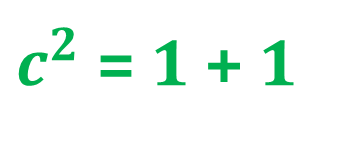 c² = 1 + 1